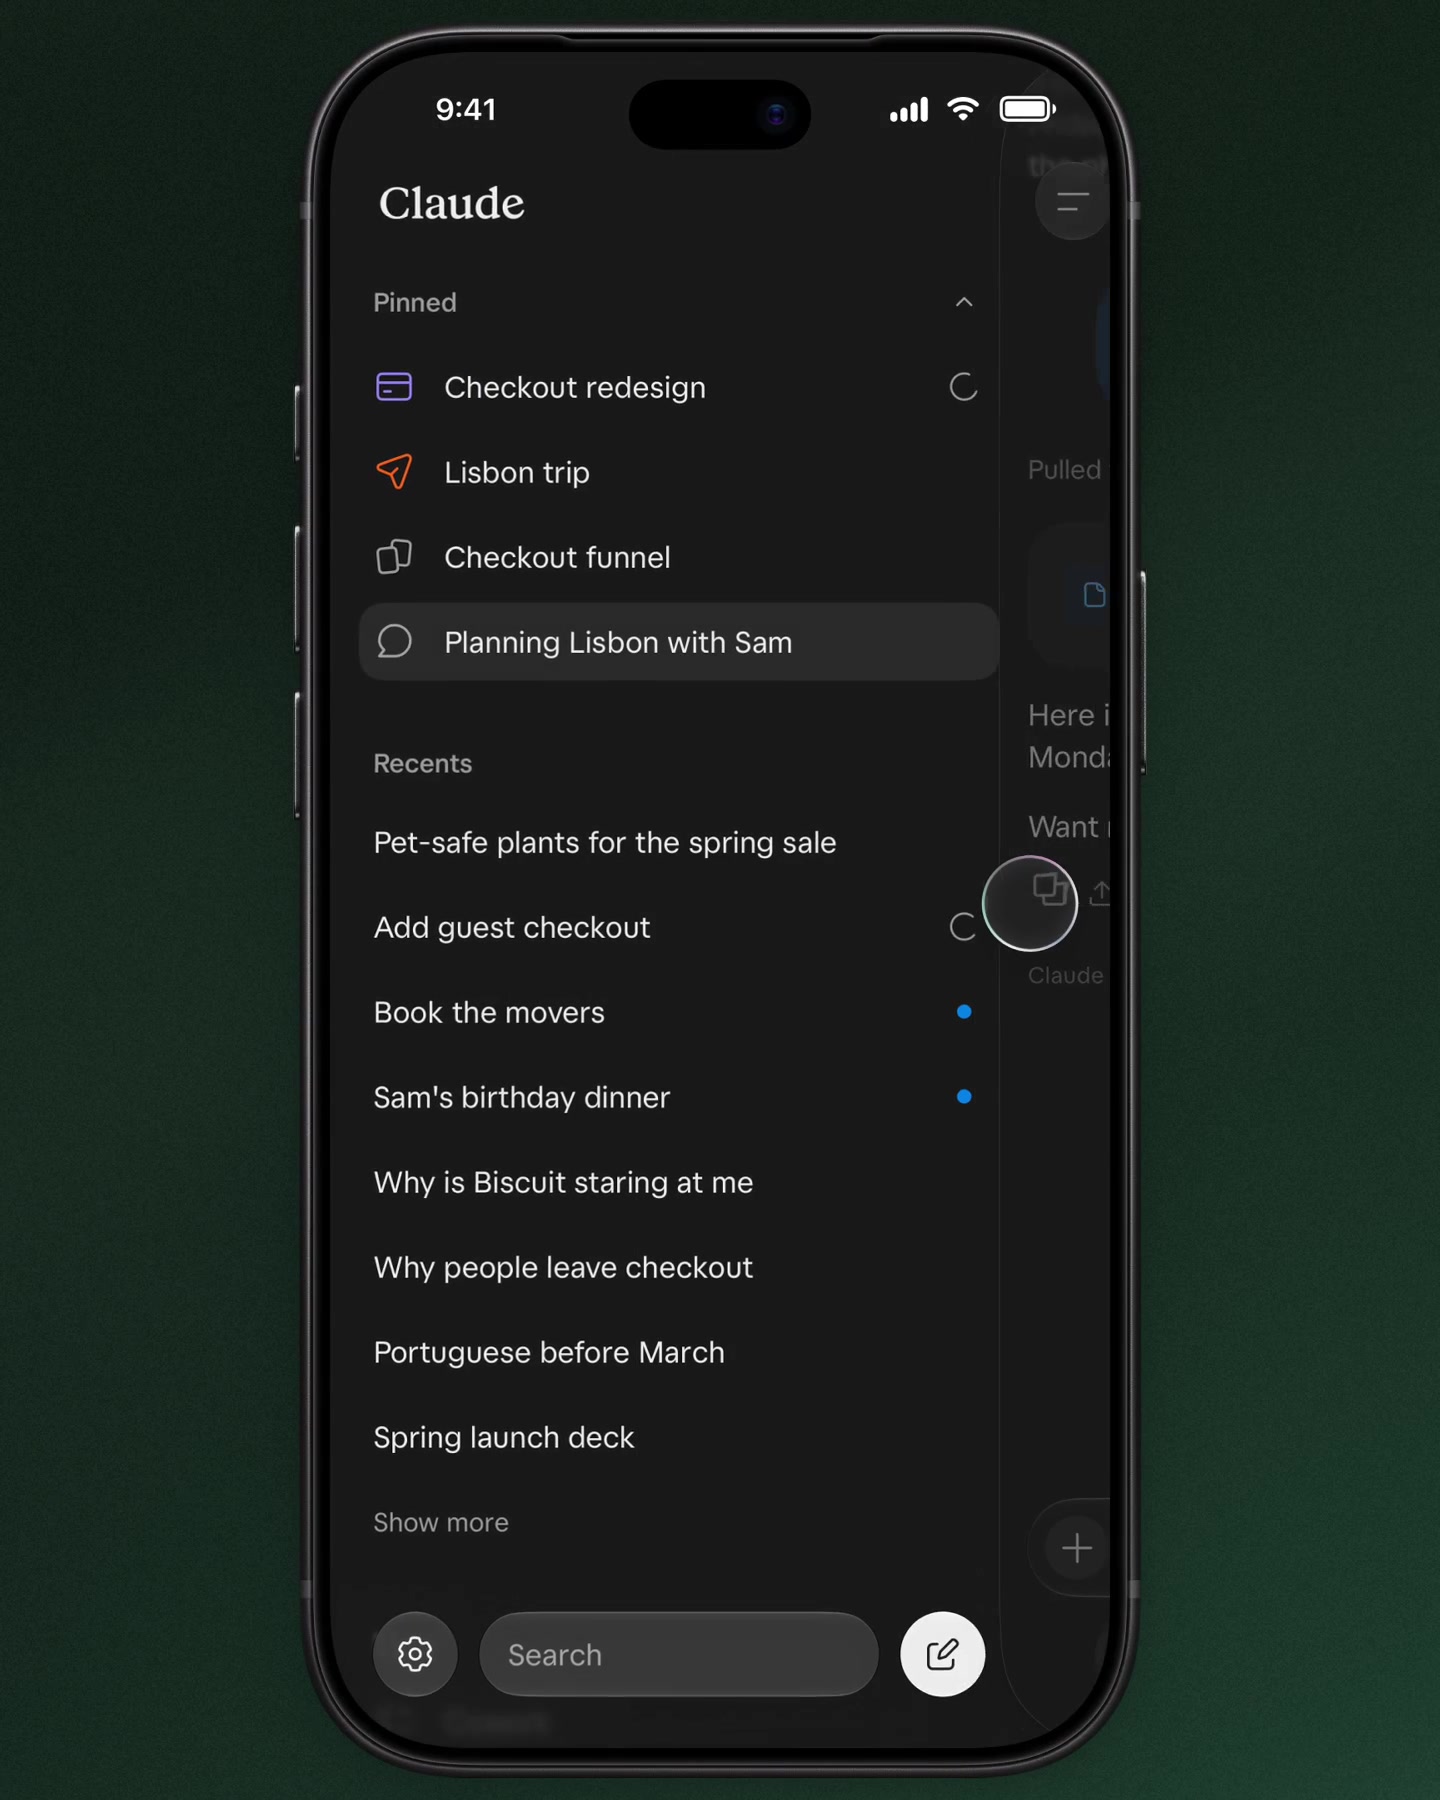 9:41
Claude
Pinned
Checkout redesign
Lisbon trip
Checkout funnel
Planning Lisbon with Sam
Recents
Pet-safe plants for the spring sale
Add guest checkout
Book the movers
Sam's birthday dinner
Why is Biscuit staring at me
Why people leave checkout
Portuguese before March
Spring launch deck
Show more
Search
Pulled
Here
Want
Claude